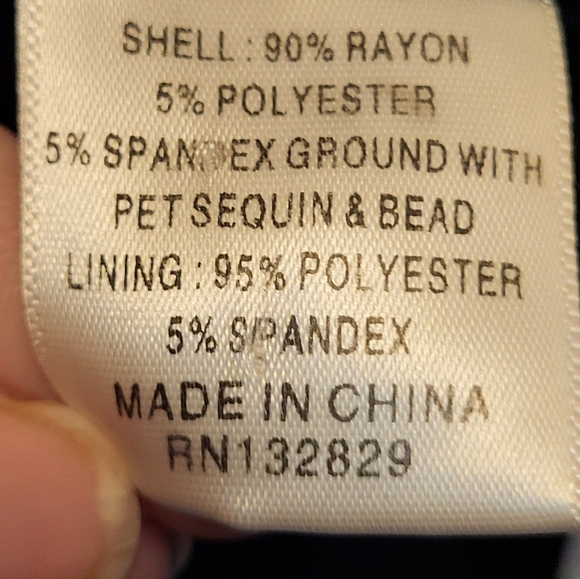 SHELL : 90% RAYON
5% POLYESTER
5% SPANDEX GROUND WITH
PET SEQUIN & BEAD
LINING : 95% POLYESTER
5% SPANDEX
MADE IN CHINA
RN132829